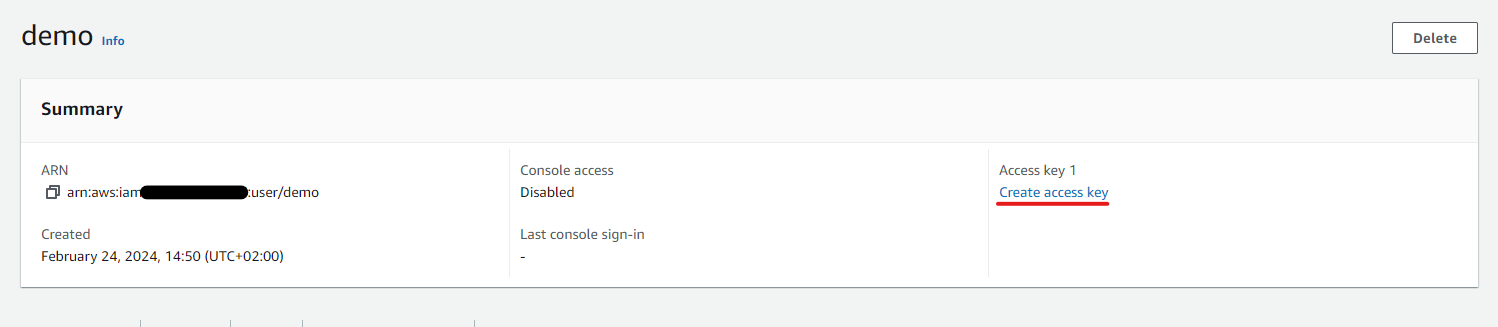 demo Info
Delete
Summary
ARN
arn:aws:iam :user/demo
Created
February 24, 2024, 14:50 (UTC+02:00)
Console access
Disabled
Last console sign-in
-
Access key 1
Create access key